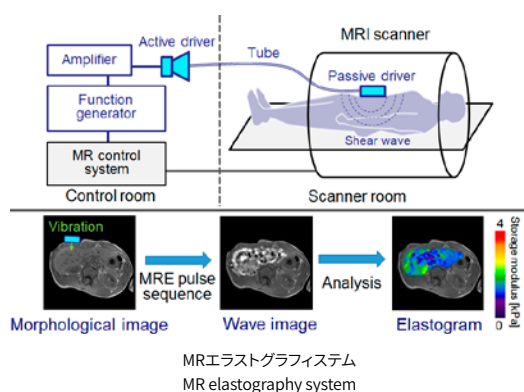 Active driver
MRI scanner
Amplifier
Tube
Passive driver
Function
generator
MR control
system
Shear wave
Control room
Scanner room
Vibration
MRE pulse
sequence
Analysis
4
0
Storage modulus [kPa]
Morphological image
Wave image
Elastogram
MRエラストグラフィステム
MR elastography system